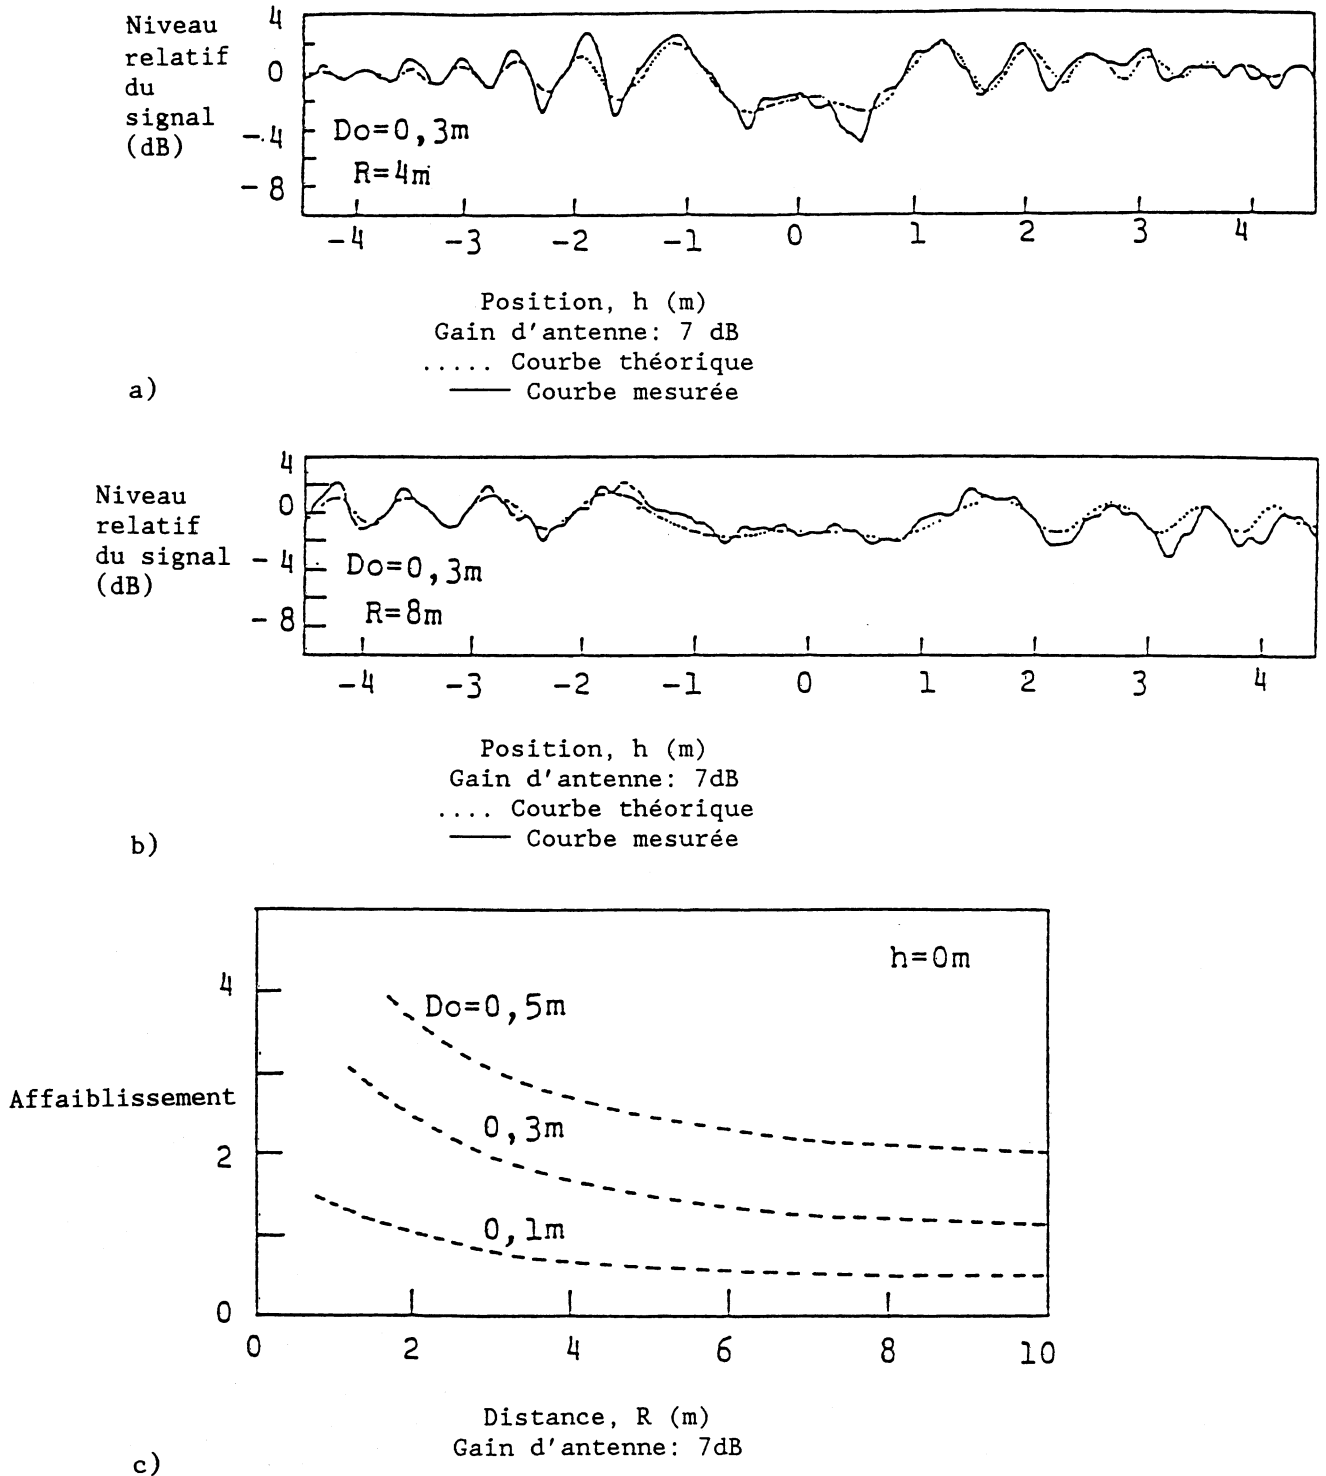 Niveau
relatif
du
signal
(dB)
4
0
-.4
-8
Do=0,3m
R=4m
-4 -3 -2 -1 0 1 2 3 4
Position, h (m)
Gain d'antenne: 7 dB
..... Courbe théorique
—— Courbe mesurée
a)
Niveau
relatif
du signal
(dB)
4
0
-4
-8
Do=0,3m
R=8m
-4 -3 -2 -1 0 1 2 3 4
Position, h (m)
Gain d'antenne: 7dB
.... Courbe théorique
—— Courbe mesurée
b)
h=0m
4
Do=0,5m
Affaiblissement
0,3m
2
0,1m
0
0 2 4 6 8 10
Distance, R (m)
Gain d'antenne: 7dB
c)